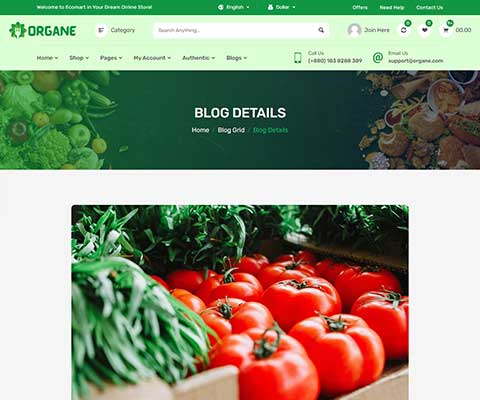 Welcome to Ecomart in Your Dream Online Store!
English
Dollar
Offers
Need Help
Contact Us
ORGANE
Category
Search Anything...
Join Here
0
0
9+
00.00
Home
Shop
Pages
My Account
Authentic
Blogs
Call Us
(+880) 183 8288 389
Email Us
support@organe.com
BLOG DETAILS
Home / Blog Grid / Blog Details